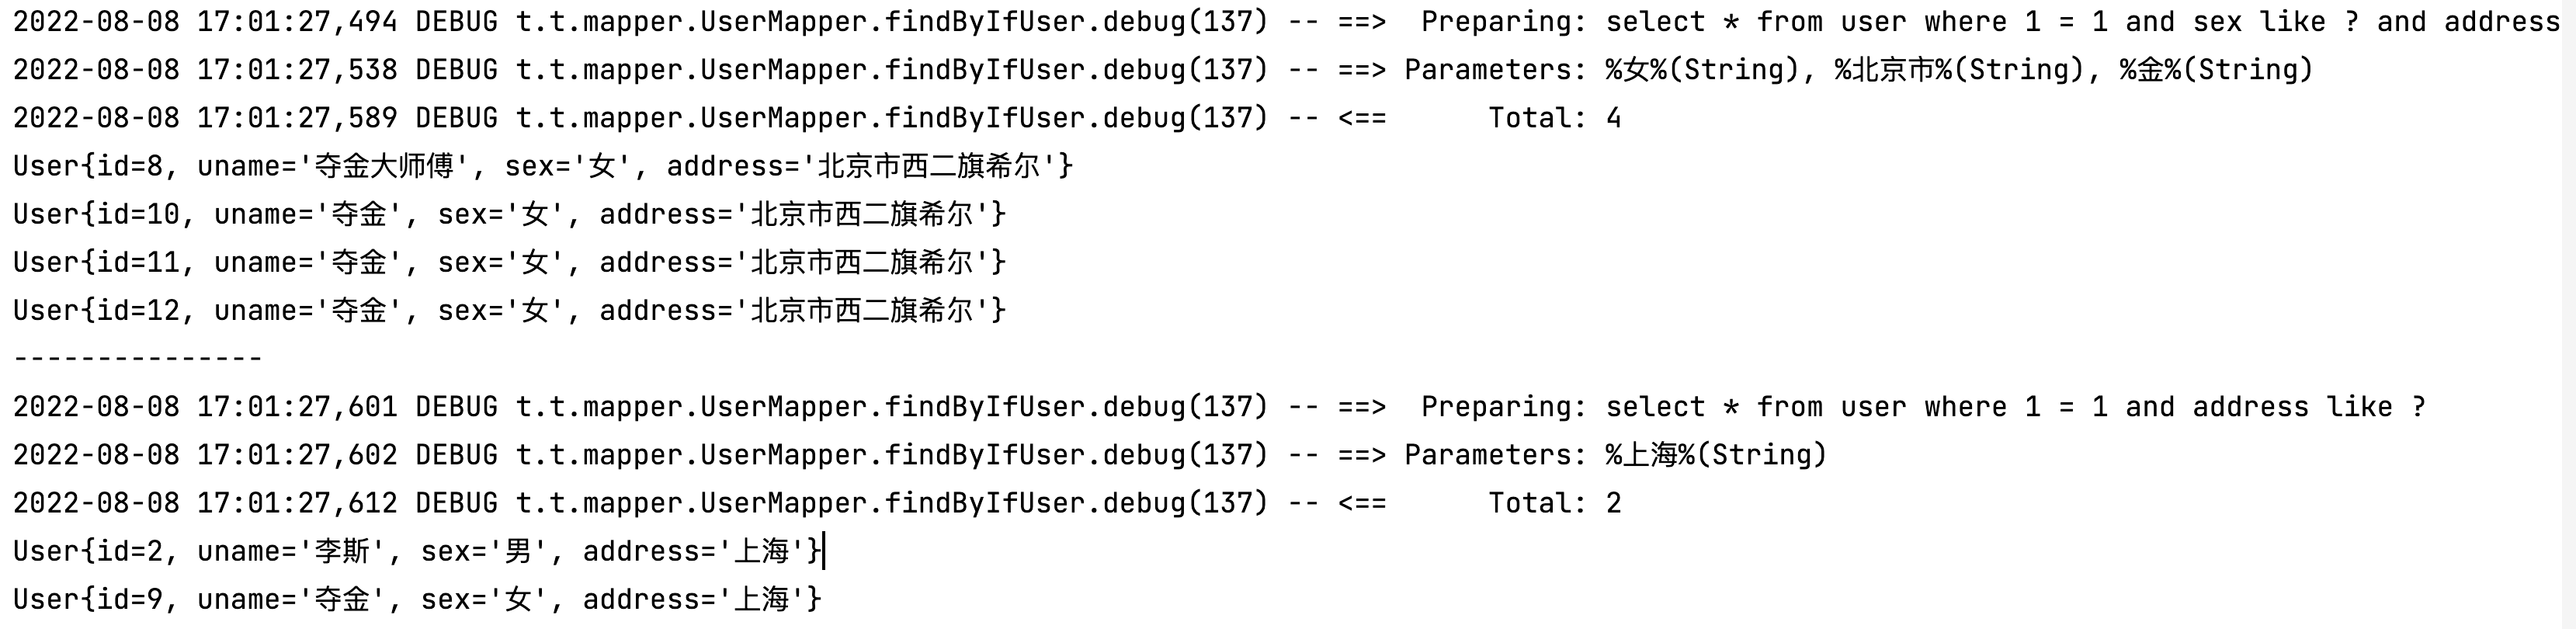 2022-08-08 17:01:27,494 DEBUG t.t.mapper.UserMapper.findByIfUser.debug(137) -- ==>  Preparing: select * from user where 1 = 1 and sex like ? and address
2022-08-08 17:01:27,538 DEBUG t.t.mapper.UserMapper.findByIfUser.debug(137) -- ==> Parameters: %女%(String), %北京市%(String), %金%(String)
2022-08-08 17:01:27,589 DEBUG t.t.mapper.UserMapper.findByIfUser.debug(137) -- <==      Total: 4
User{id=8, uname='夺金大师傅', sex='女', address='北京市西二旗希尔'}
User{id=10, uname='夺金', sex='女', address='北京市西二旗希尔'}
User{id=11, uname='夺金', sex='女', address='北京市西二旗希尔'}
User{id=12, uname='夺金', sex='女', address='北京市西二旗希尔'}
---------------
2022-08-08 17:01:27,601 DEBUG t.t.mapper.UserMapper.findByIfUser.debug(137) -- ==>  Preparing: select * from user where 1 = 1 and address like ?
2022-08-08 17:01:27,602 DEBUG t.t.mapper.UserMapper.findByIfUser.debug(137) -- ==> Parameters: %上海%(String)
2022-08-08 17:01:27,612 DEBUG t.t.mapper.UserMapper.findByIfUser.debug(137) -- <==      Total: 2
User{id=2, uname='李斯', sex='男', address='上海'}
User{id=9, uname='夺金', sex='女', address='上海'}